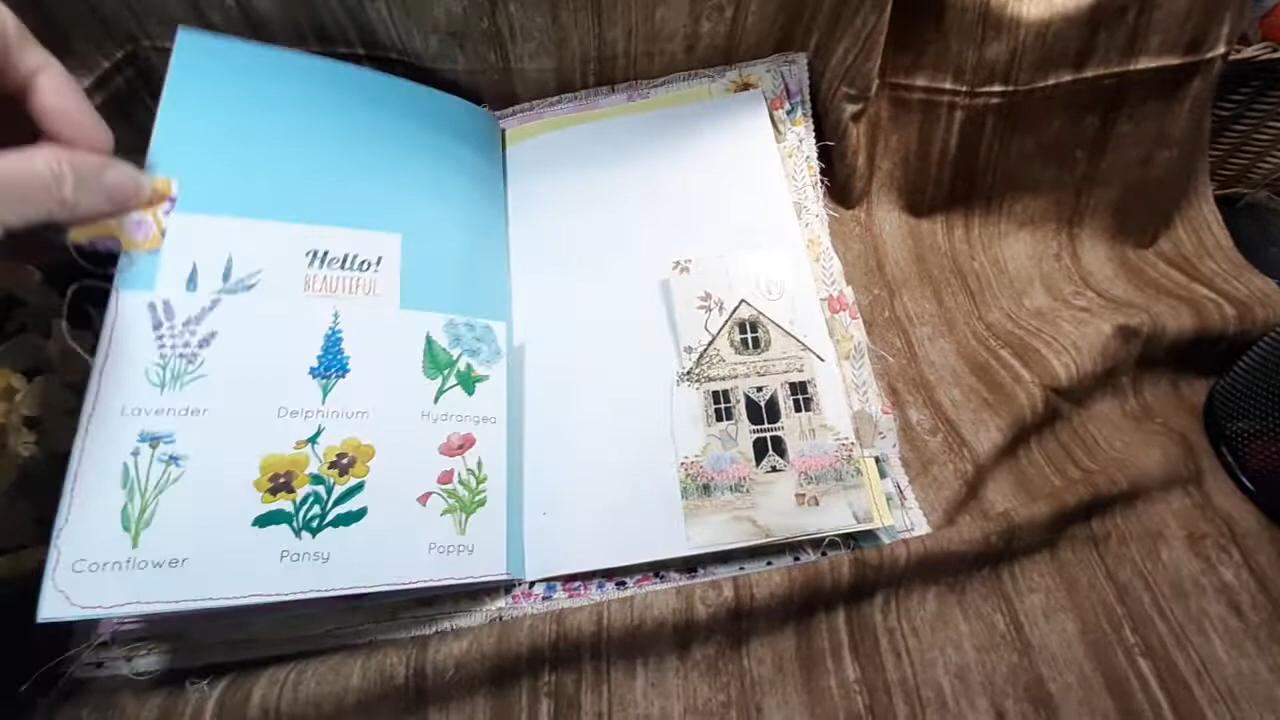 Hello!
BEAUTIFUL
Lavender
Delphinium
Hydrangea
Cornflower
Pansy
Poppy